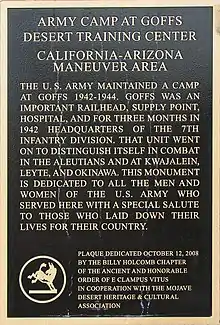 ARMY CAMP AT GOFFS
DESERT TRAINING CENTER
CALIFORNIA-ARIZONA
MANEUVER AREA
THE U.S. ARMY MAINTAINED A CAMP
AT GOFFS 1942-1944. GOFFS WAS AN
IMPORTANT RAILHEAD, SUPPLY POINT,
HOSPITAL, AND FOR THREE MONTHS IN
1942 HEADQUARTERS OF THE 7TH
INFANTRY DIVISION. THAT UNIT WENT
ON TO DISTINGUISH ITSELF IN COMBAT
IN THE ALEUTIANS AND AT KWAJALEIN,
LEYTE, AND OKINAWA. THIS MONUMENT
IS DEDICATED TO ALL THE MEN AND
WOMEN OF THE U.S. ARMY WHO
SERVED HERE WITH A SPECIAL SALUTE
TO THOSE WHO LAID DOWN THEIR
LIVES FOR THEIR COUNTRY.
PLAQUE DEDICATED OCTOBER 12, 2008
BY THE BILLY HOLCOMB CHAPTER
OF THE ANCIENT AND HONORABLE
ORDER OF E CLAMPUS VITUS
IN COOPERATION WITH THE MOJAVE
DESERT HERITAGE & CULTURAL
ASSOCIATION